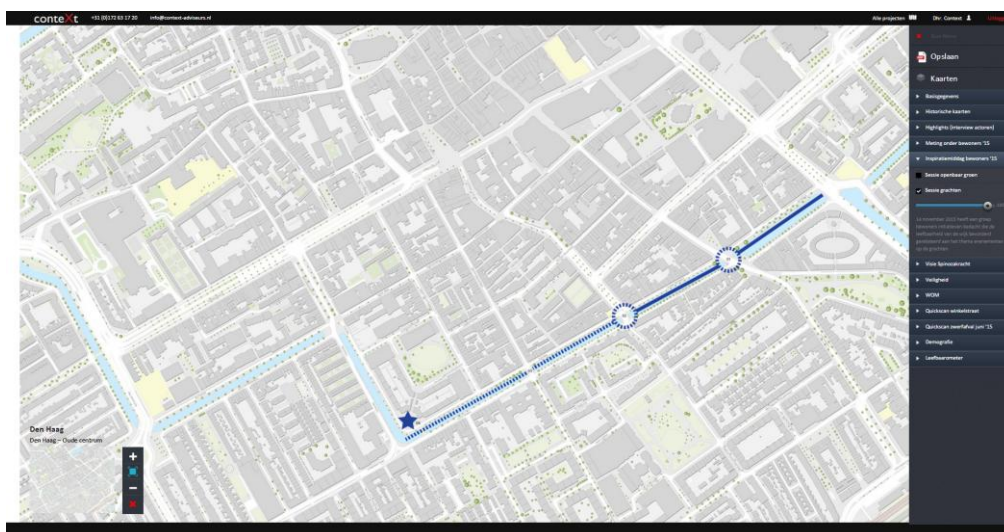 conteXt +31 (0)172 63 17 20 info@context-adviseurs.nl Alle projecten Dhr. Context
Opslaan
Kaarten
Basisgegevens
Historische kaarten
Highlights (interview actoren)
Meting onder bewoners '15
Inspiratiemiddag bewoners '15
Sessie openbaar groen
Sessie grachten
Visie Spinozakracht
Veiligheid
WOM
Quickscan winkelstraat
Quickscan zwerfafval juni '15
Demografie
Leefbaarometer
Den Haag
Den Haag – Oude centrum